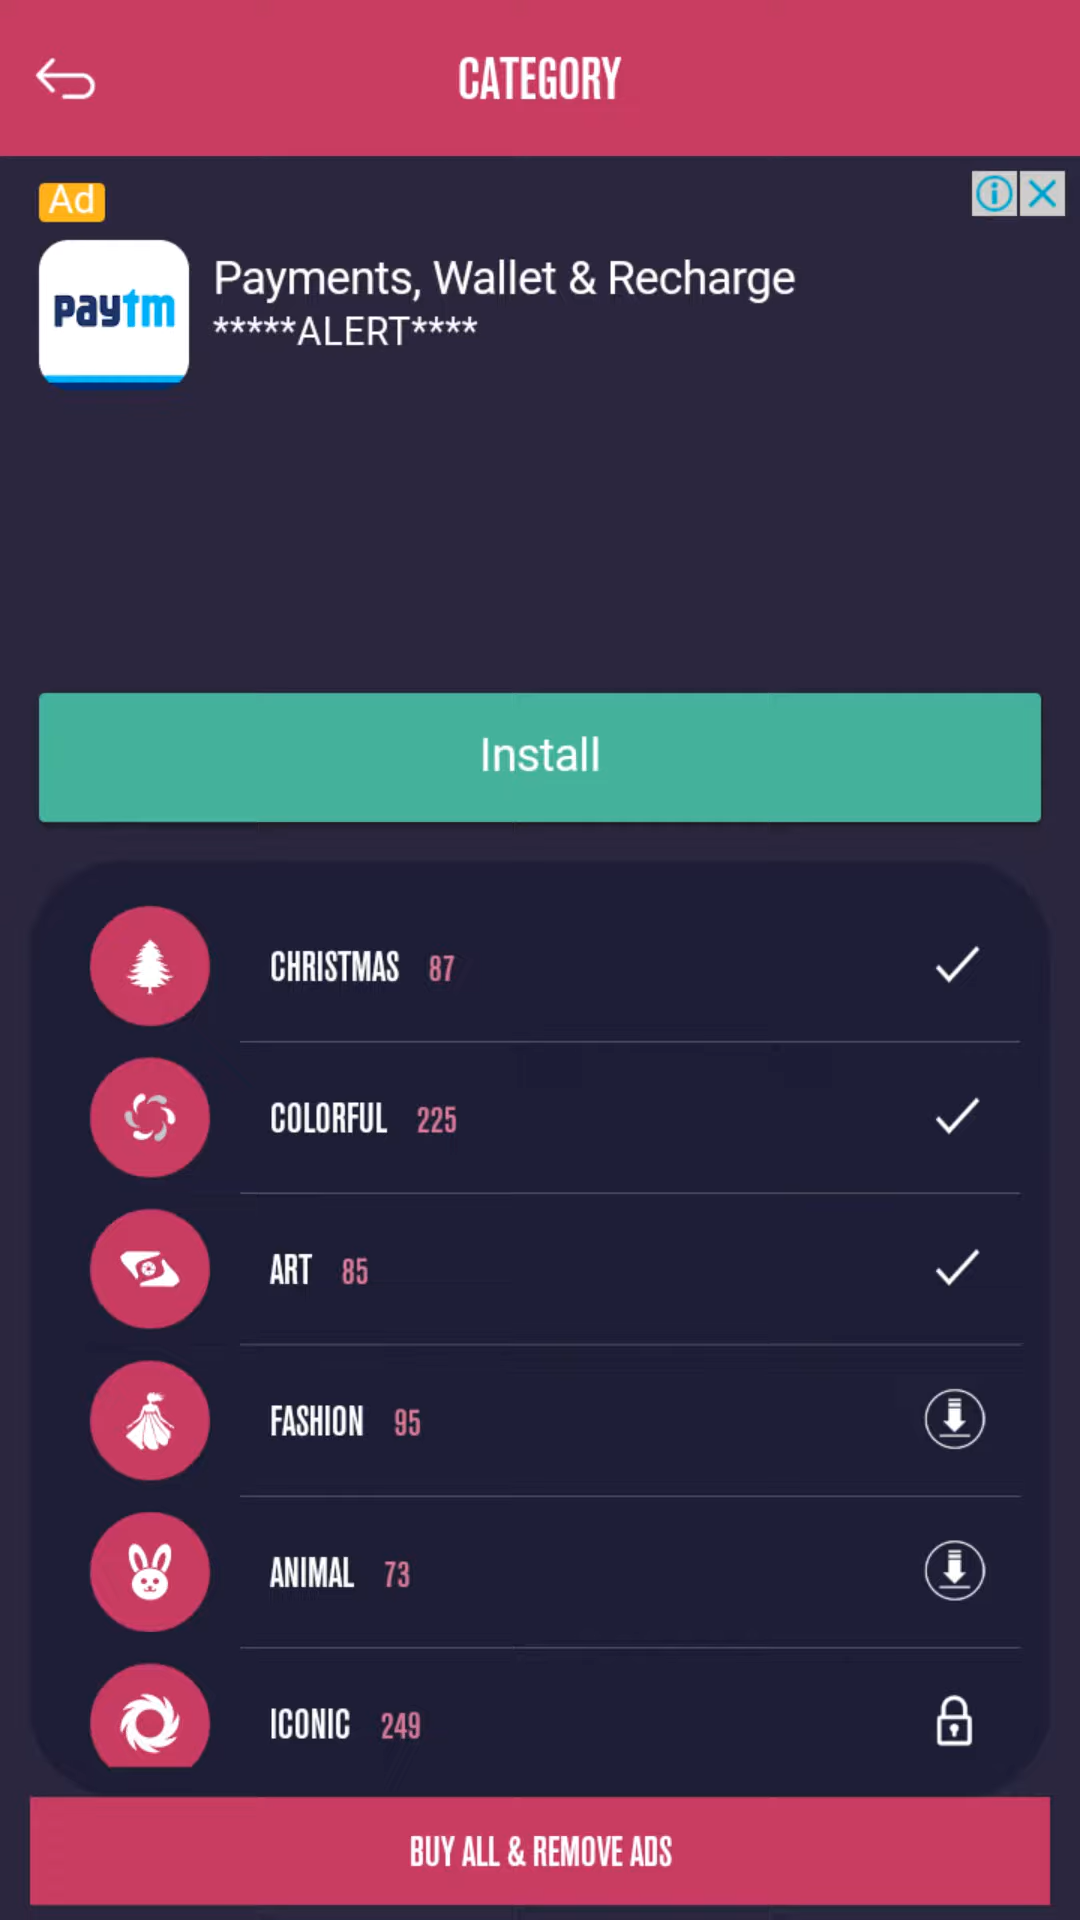 CATEGORY
Ad
paytm
Payments, Wallet & Recharge
*****ALERT****
Install
CHRISTMAS 87
COLORFUL 225
ART 85
FASHION 95
ANIMAL 73
ICONIC 249
BUY ALL & REMOVE ADS